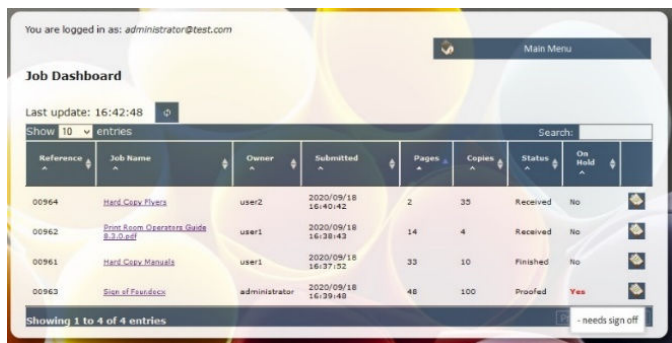 You are logged in as: administrator@test.com
Main Menu
Job Dashboard
Last update: 16:42:48
Show 10 entries Search:
Reference Job Name Owner Submitted Pages Copies Status On Hold
00964 Hard Copy Flyers user2 2020/09/18 16:40:42 2 35 Received No
00962 Print Room Operators Guide 8.3.0.pdf user1 2020/09/18 16:38:43 14 4 Received No
00961 Hard Copy Manuals user1 2020/09/18 16:37:52 33 10 Finished No
00963 Sign of Four.docx administrator 2020/09/18 16:39:48 48 100 Proofed Yes
Showing 1 to 4 of 4 entries
- needs sign off